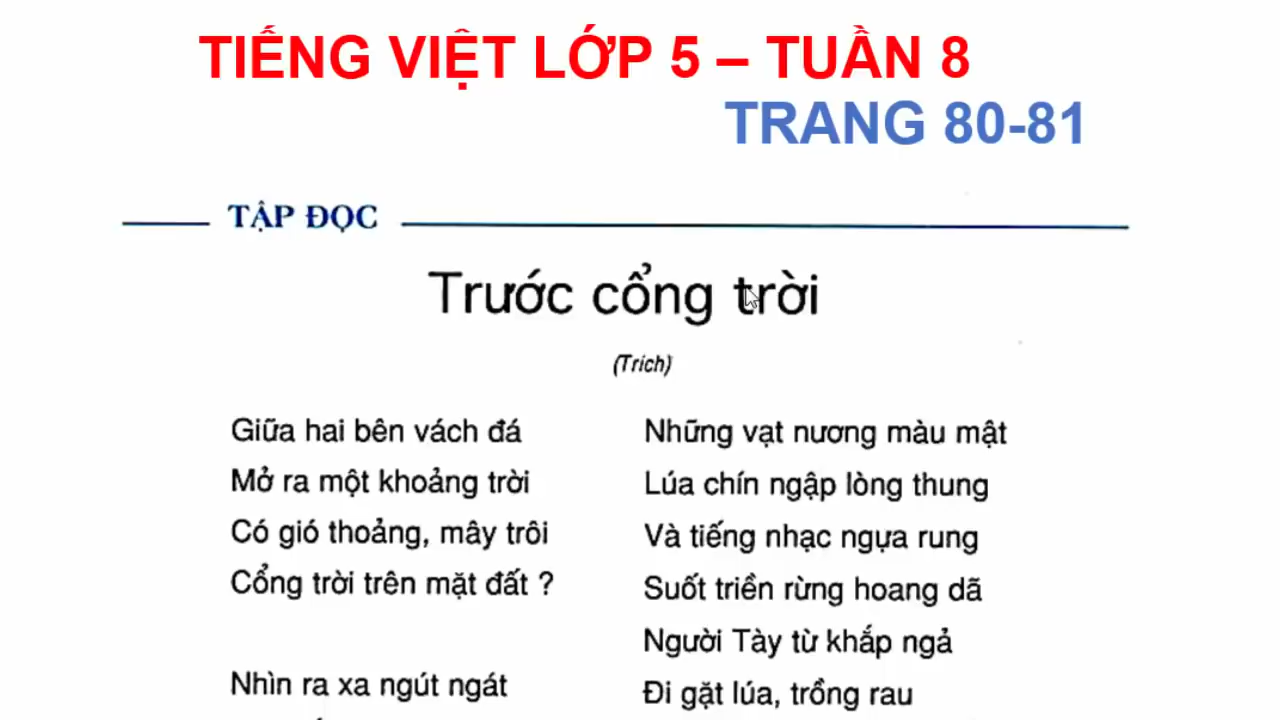 TIẾNG VIỆT LỚP 5 – TUẦN 8
TRANG 80-81
TẬP ĐỌC
Trước cổng trời
(Trích)
Giữa hai bên vách đá
Mở ra một khoảng trời
Có gió thoảng, mây trôi
Cổng trời trên mặt đất ?
Nhìn ra xa ngút ngát
Những vạt nương màu mật
Lúa chín ngập lòng thung
Và tiếng nhạc ngựa rung
Suốt triền rừng hoang dã
Người Tày từ khắp ngả
Đi gặt lúa, trồng rau